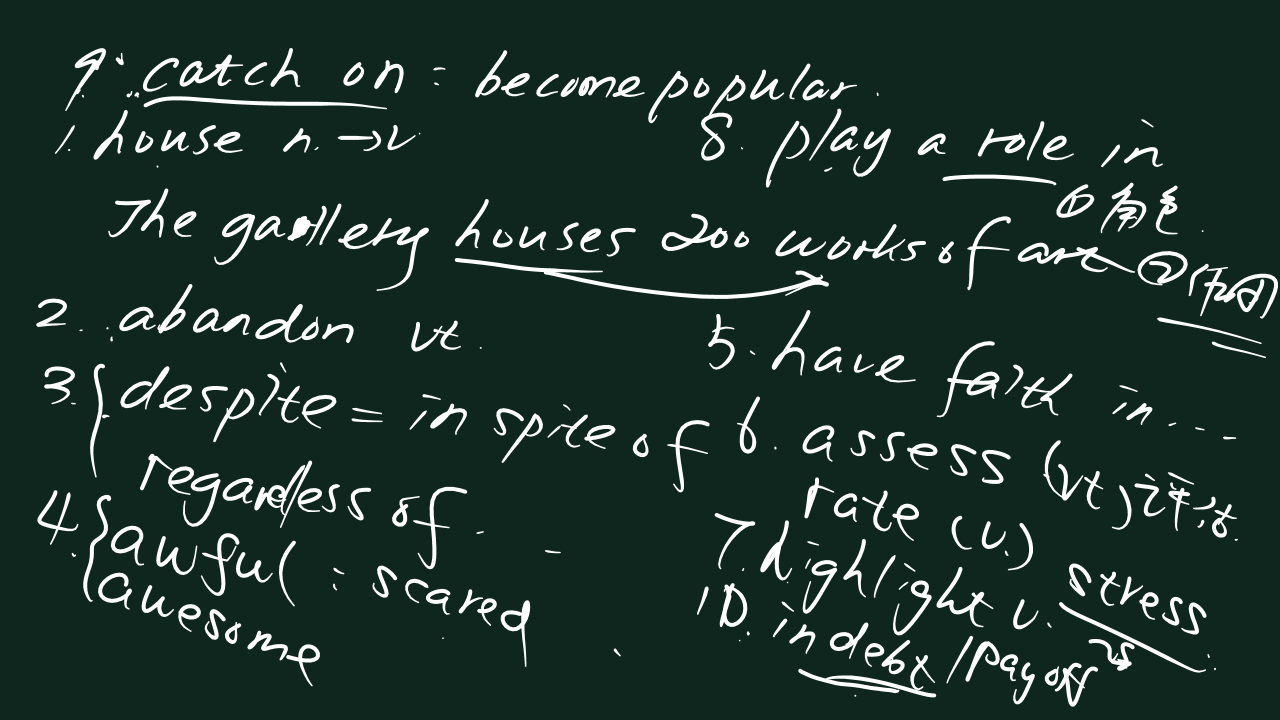 9. catch on : become popular.
1. house n. → v
8. play a role in
① 角色
The gallery houses 200 works of art
② 作用
2. abandon vt.
3. despite = in spite of
regardless of...
4. awful : scared
awesome
5. have faith in...
6. assess (vt) 评估
rate (v.)
7. highlight v. stress
10. in debt / pay off